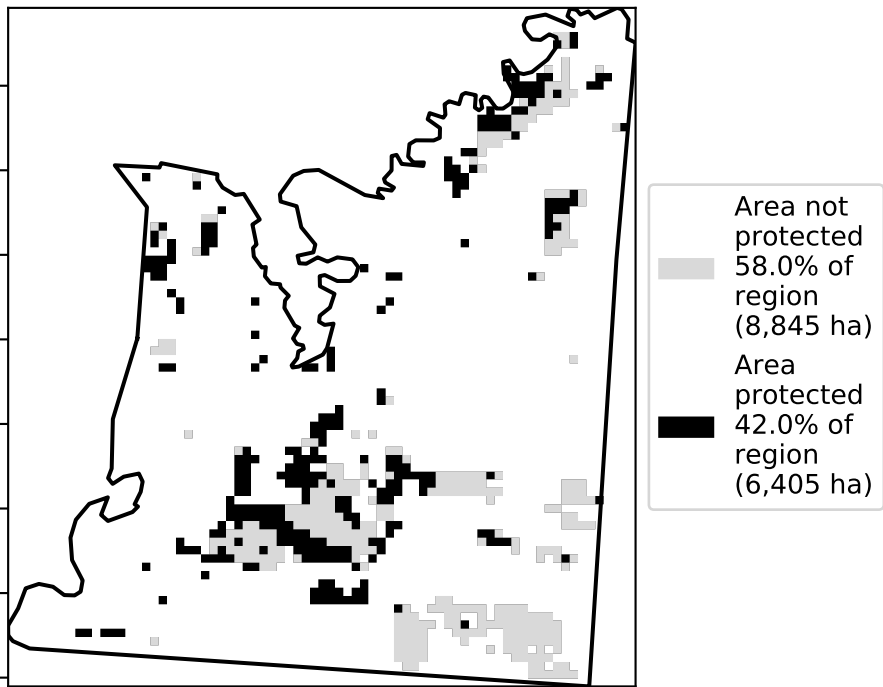 Area not
protected
58.0% of
region
(8,845 ha)
Area
protected
42.0% of
region
(6,405 ha)